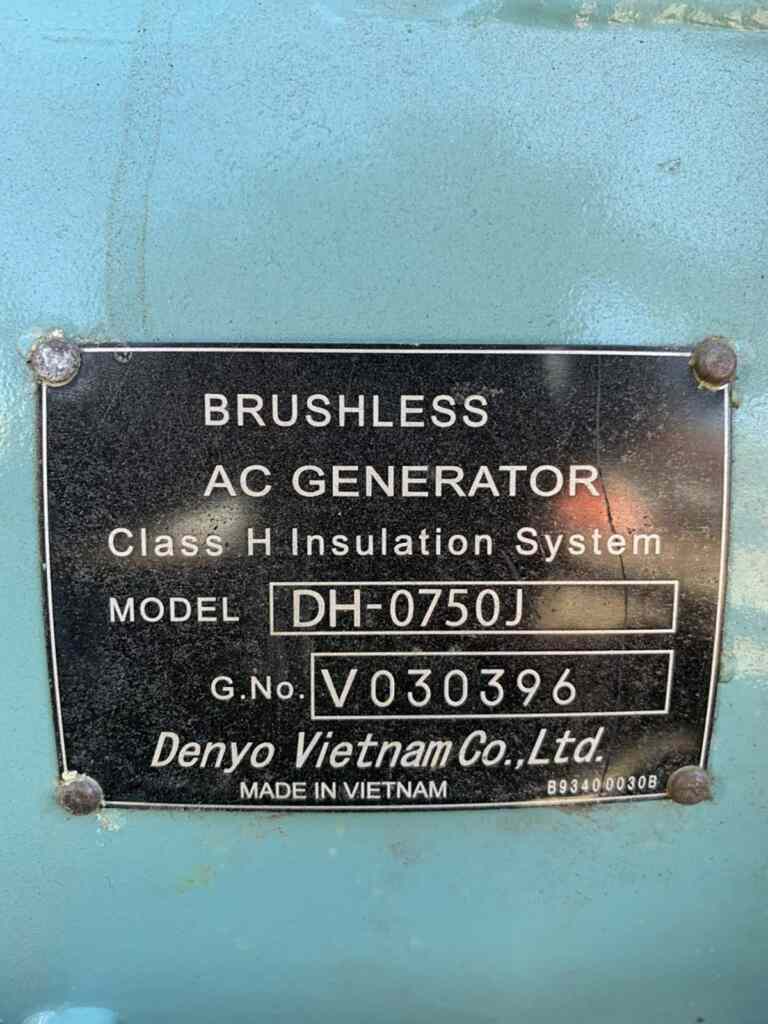 BRUSHLESS
AC GENERATOR
Class H Insulation System
MODEL DH-0750J
G.No. V030396
Denyo Vietnam Co.,Ltd.
MADE IN VIETNAM B93400030B